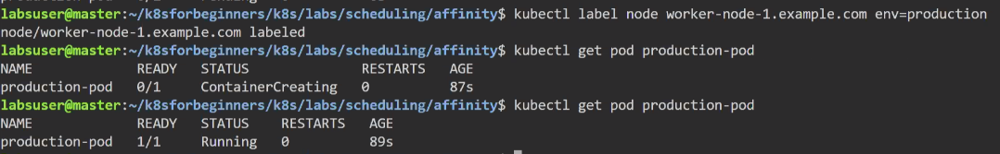 labsuser@master:~/k8sforbeginners/k8s/labs/scheduling/affinity$ kubectl label node worker-node-1.example.com env=production
node/worker-node-1.example.com labeled
labsuser@master:~/k8sforbeginners/k8s/labs/scheduling/affinity$ kubectl get pod production-pod
NAME READY STATUS RESTARTS AGE
production-pod 0/1 ContainerCreating 0 87s
labsuser@master:~/k8sforbeginners/k8s/labs/scheduling/affinity$ kubectl get pod production-pod
NAME READY STATUS RESTARTS AGE
production-pod 1/1 Running 0 89s